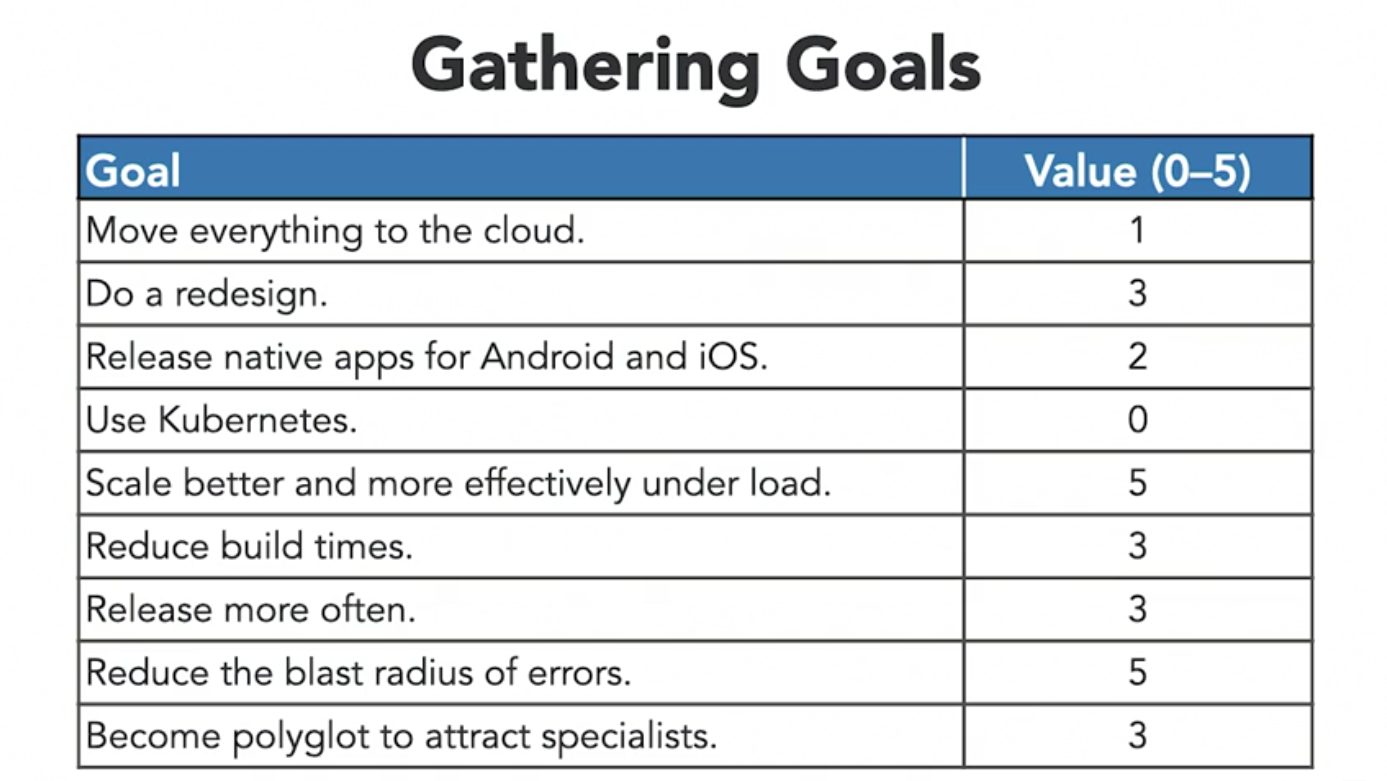 Gathering Goals
Goal Value (0–5)
Move everything to the cloud. 1
Do a redesign. 3
Release native apps for Android and iOS. 2
Use Kubernetes. 0
Scale better and more effectively under load. 5
Reduce build times. 3
Release more often. 3
Reduce the blast radius of errors. 5
Become polyglot to attract specialists. 3